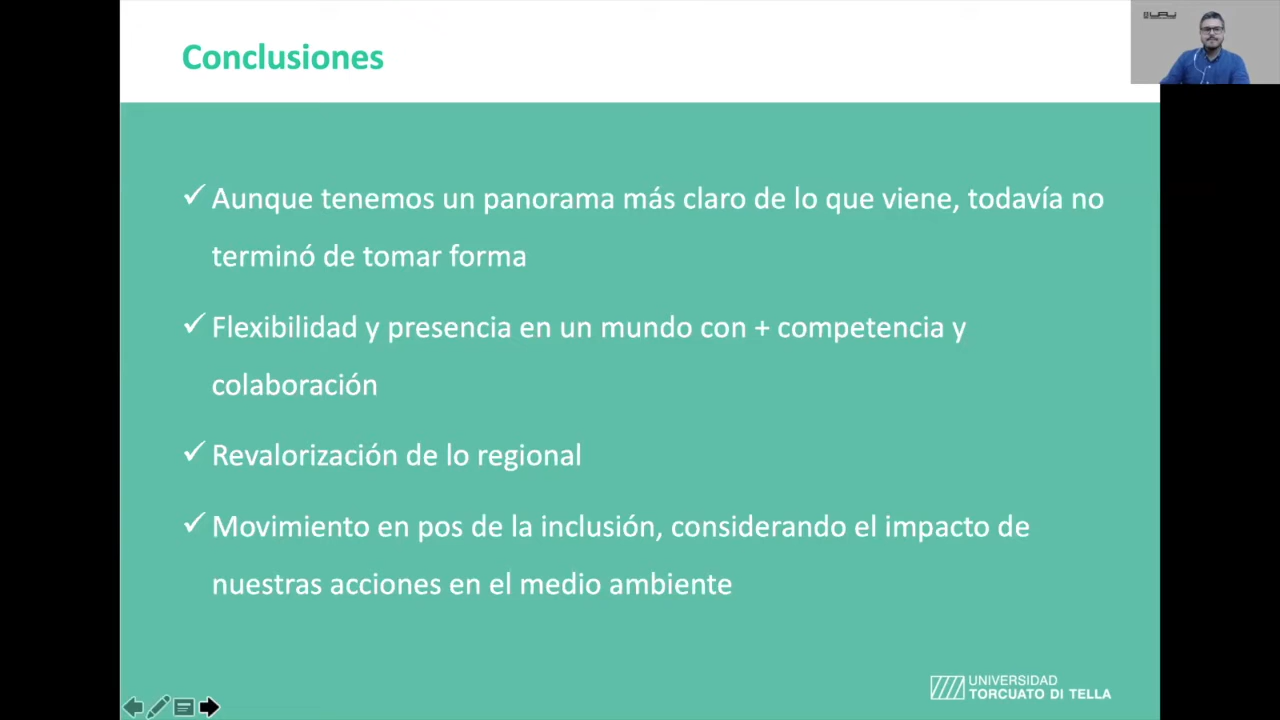 Conclusiones
✓ Aunque tenemos un panorama más claro de lo que viene, todavía no
terminó de tomar forma
✓ Flexibilidad y presencia en un mundo con + competencia y
colaboración
✓ Revalorización de lo regional
✓ Movimiento en pos de la inclusión, considerando el impacto de
nuestras acciones en el medio ambiente
UNIVERSIDAD
TORCUATO DI TELLA